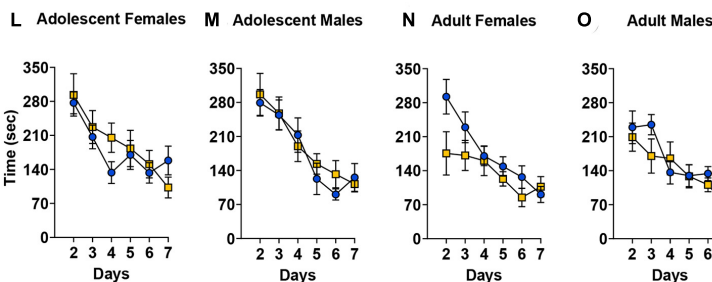 L Adolescent Females
M Adolescent Males
N Adult Females
O Adult Males
Time (sec)
350
280
210
140
70
0
2 3 4 5 6 7
Days
350
280
210
140
70
0
2 3 4 5 6 7
Days
350
280
210
140
70
0
2 3 4 5 6 7
Days
350
280
210
140
70
0
2 3 4 5 6
Days